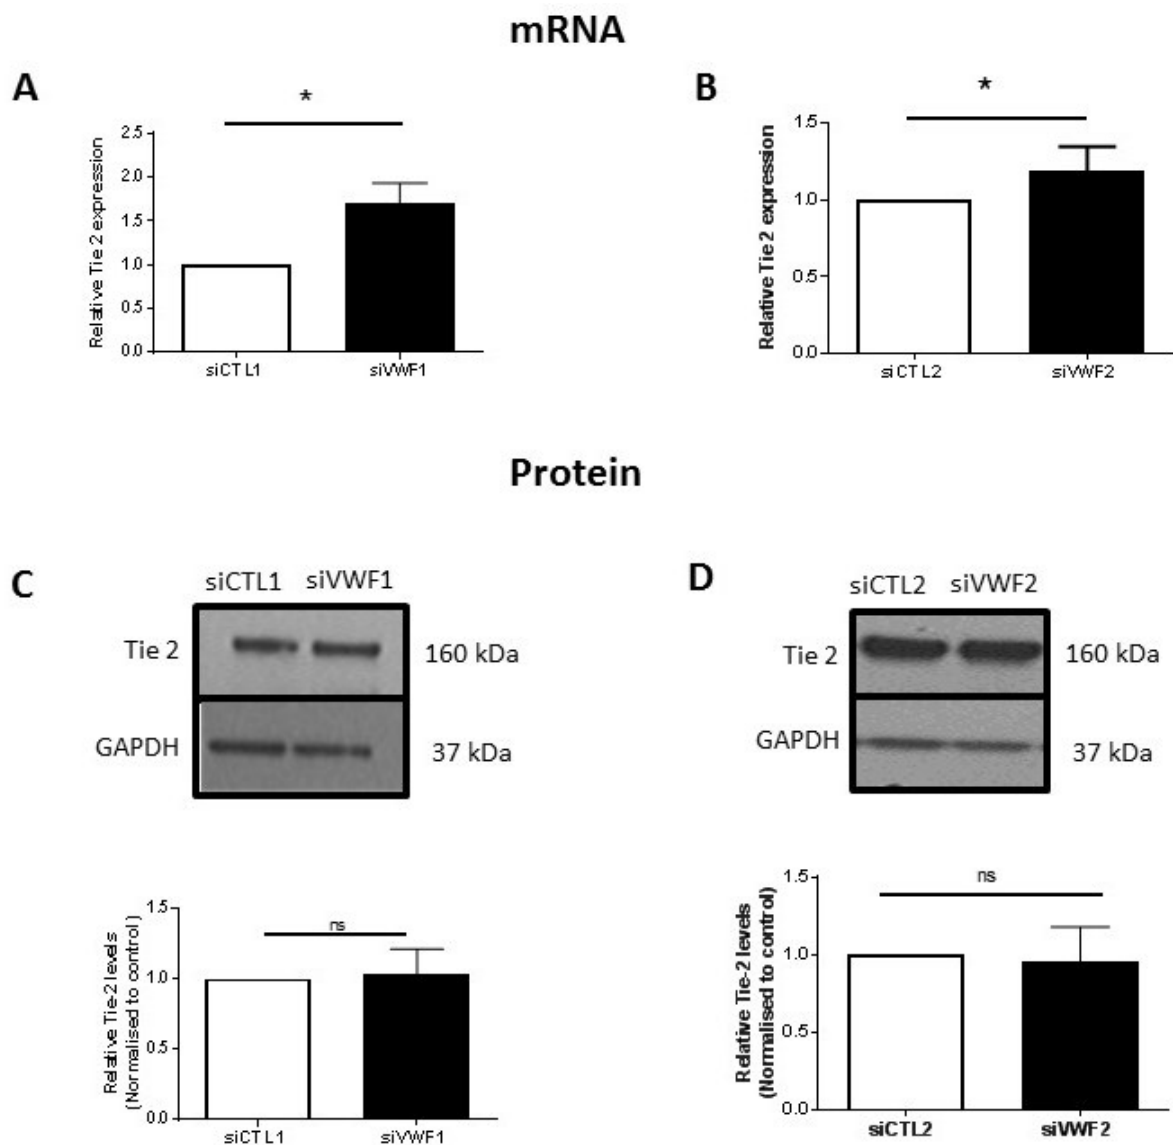 mRNA
A
*
Relative Tie 2 expression
2.5
2.0
1.5
1.0
0.5
0.0
siCTL1
siVWF1
B
*
Relative Tie 2 expression
1.5
1.0
0.5
0.0
siCTL2
siVWF2
Protein
C
siCTL1 siVWF1
Tie 2
160 kDa
GAPDH
37 kDa
Relative Tie-2 levels
(Normalised to control)
1.5
1.0
0.5
0.0
ns
siCTL1
siVWF1
D
siCTL2 siVWF2
Tie 2
160 kDa
GAPDH
37 kDa
Relative Tie-2 levels
(Normalised to control)
1.5
1.0
0.5
0.0
ns
siCTL2
siVWF2